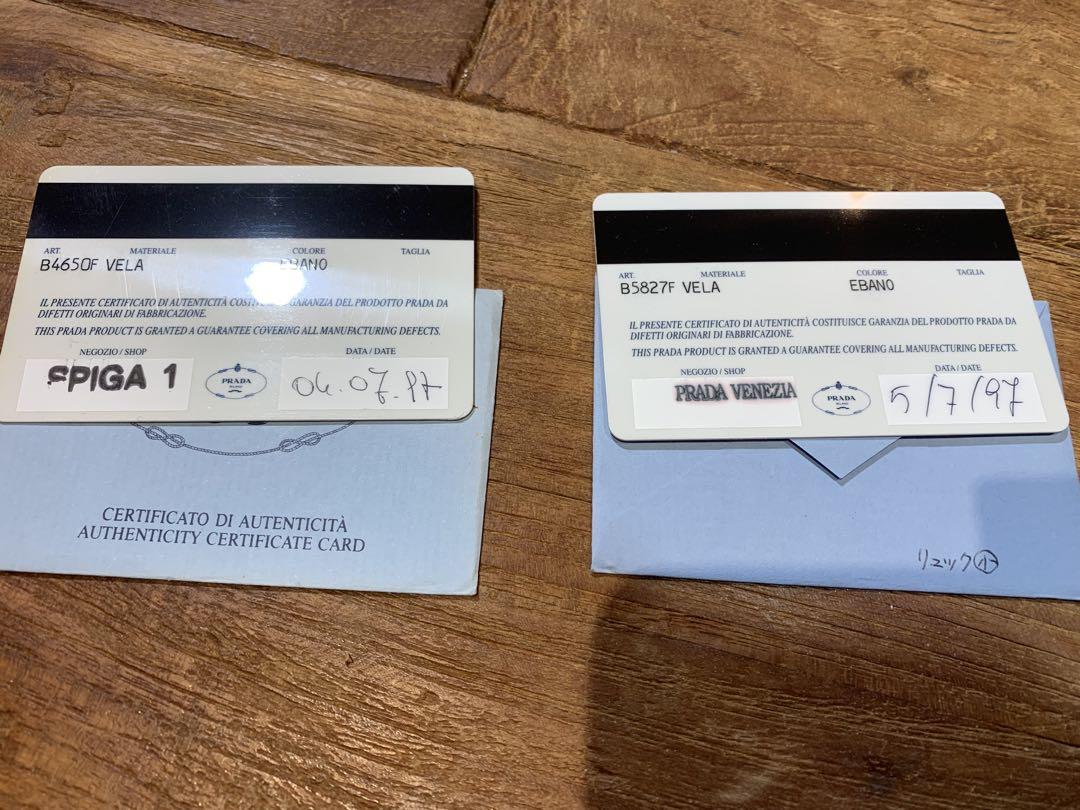 ART. MATERIALE COLORE TAGLIA
B4650F VELA EBANO
IL PRESENTE CERTIFICATO DI AUTENTICITÀ COSTITUISCE GARANZIA DEL PRODOTTO PRADA DA
DIFETTI ORIGINARI DI FABBRICAZIONE.
THIS PRADA PRODUCT IS GRANTED A GUARANTEE COVERING ALL MANUFACTURING DEFECTS.
NEGOZIO / SHOP DATA / DATE
SPIGA 1 PRADA 04.07.97
MILANO
CERTIFICATO DI AUTENTICITÀ
AUTHENTICITY CERTIFICATE CARD
ART. MATERIALE COLORE TAGLIA
B5827F VELA EBANO
IL PRESENTE CERTIFICATO DI AUTENTICITÀ COSTITUISCE GARANZIA DEL PRODOTTO PRADA DA
DIFETTI ORIGINARI DI FABBRICAZIONE.
THIS PRADA PRODUCT IS GRANTED A GUARANTEE COVERING ALL MANUFACTURING DEFECTS.
NEGOZIO / SHOP DATA / DATE
PRADA VENEZIA PRADA 5/7/97
MILANO
リュック㊥